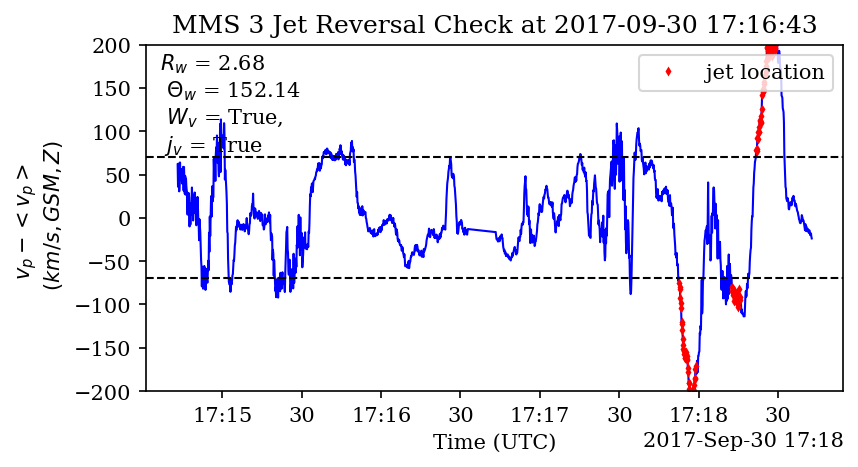 MMS 3 Jet Reversal Check at 2017-09-30 17:16:43
200
150
100
50
0
−50
−100
−150
−200
v_p − <v_p>
(km/s, GSM, Z)
R_w = 2.68
Θ_w = 152.14
W_v = True,
j_v = True
jet location
17:15 30 17:16 30 17:17 30 17:18 30
Time (UTC)
2017-Sep-30 17:18